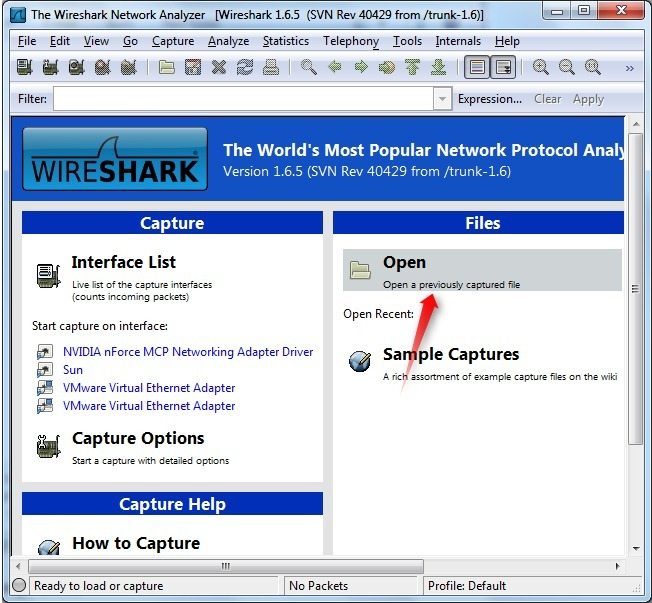 The Wireshark Network Analyzer [Wireshark 1.6.5 (SVN Rev 40429 from /trunk-1.6)]
File Edit View Go Capture Analyze Statistics Telephony Tools Internals Help
Filter: Expression... Clear Apply
WIRESHARK
The World's Most Popular Network Protocol Analy
Version 1.6.5 (SVN Rev 40429 from /trunk-1.6)
Capture
Interface List
Live list of the capture interfaces
(counts incoming packets)
Start capture on interface:
NVIDIA nForce MCP Networking Adapter Driver
Sun
VMware Virtual Ethernet Adapter
VMware Virtual Ethernet Adapter
Capture Options
Start a capture with detailed options
Capture Help
How to Capture
Files
Open
Open a previously captured file
Open Recent:
Sample Captures
A rich assortment of example capture files on the wiki
Ready to load or capture No Packets Profile: Default